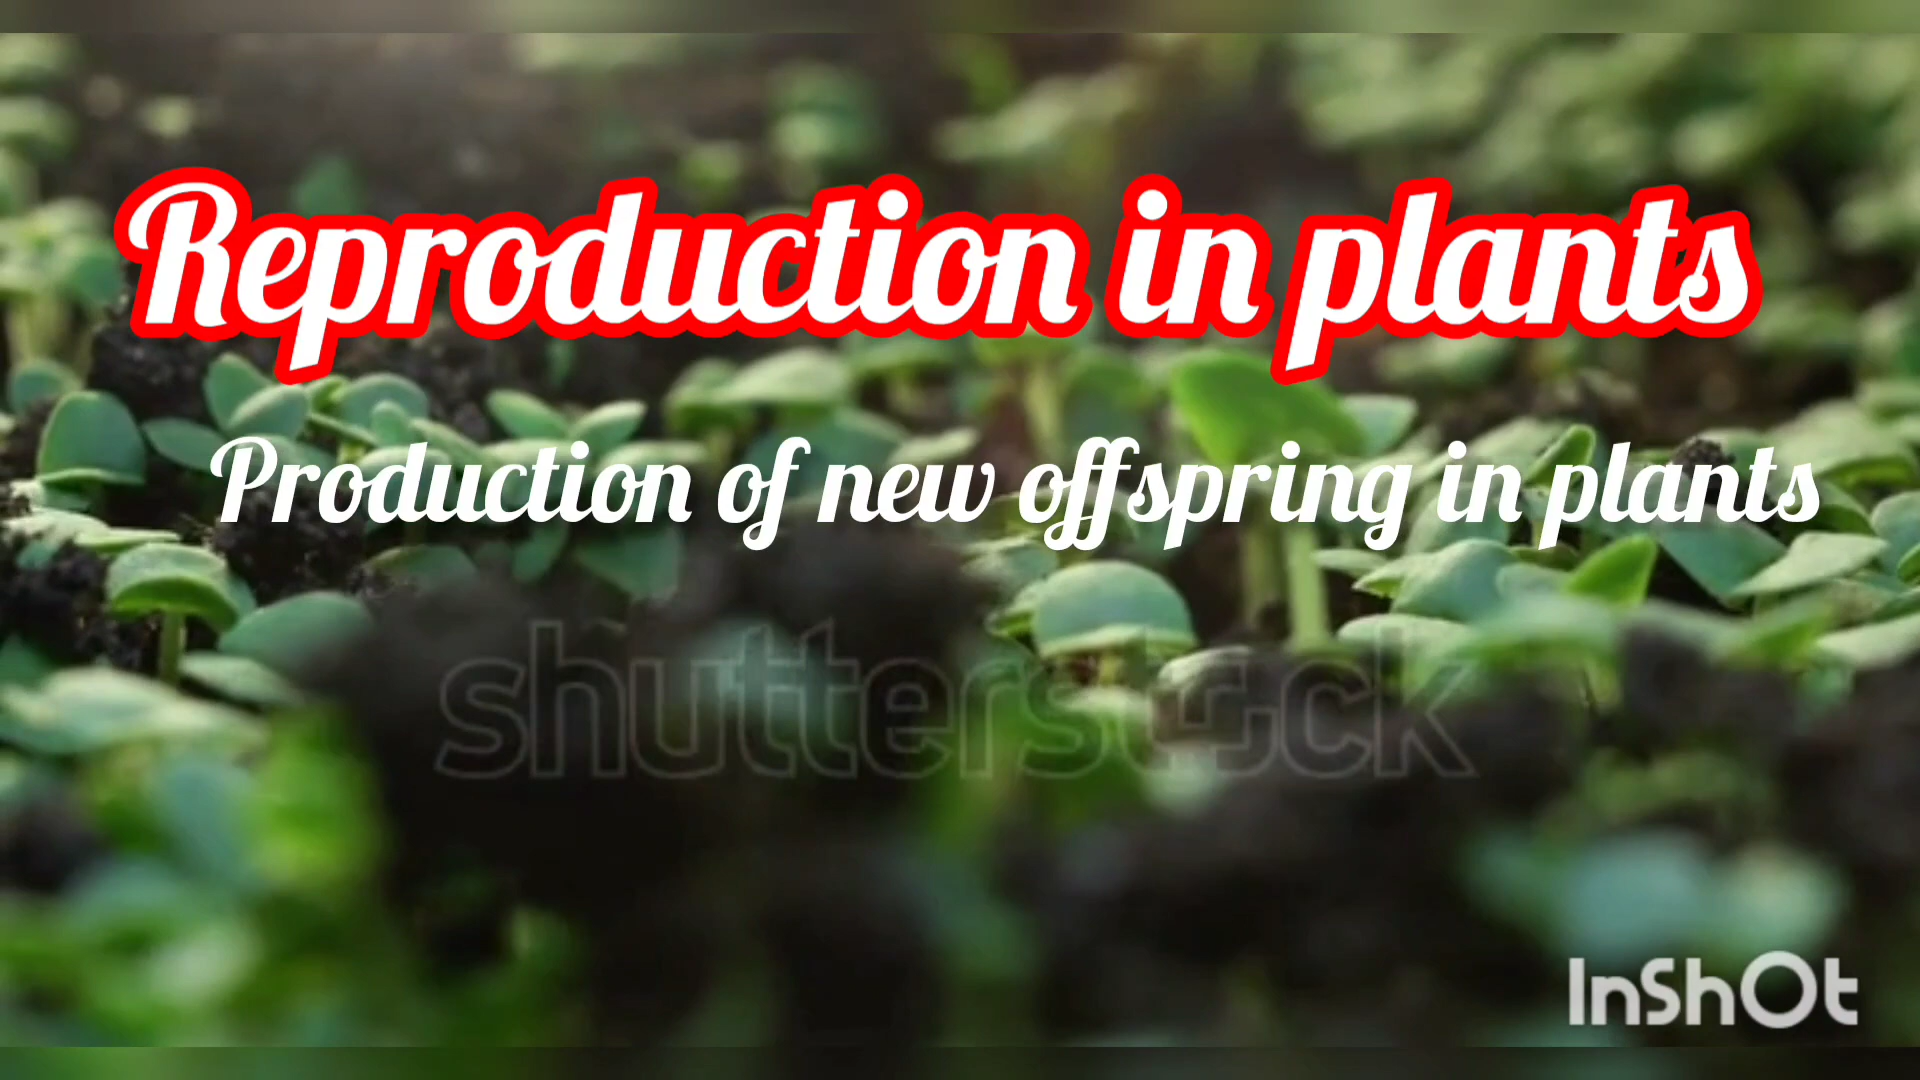 Reproduction in plants
Production of new offspring in plants
shutterstock
InShOt